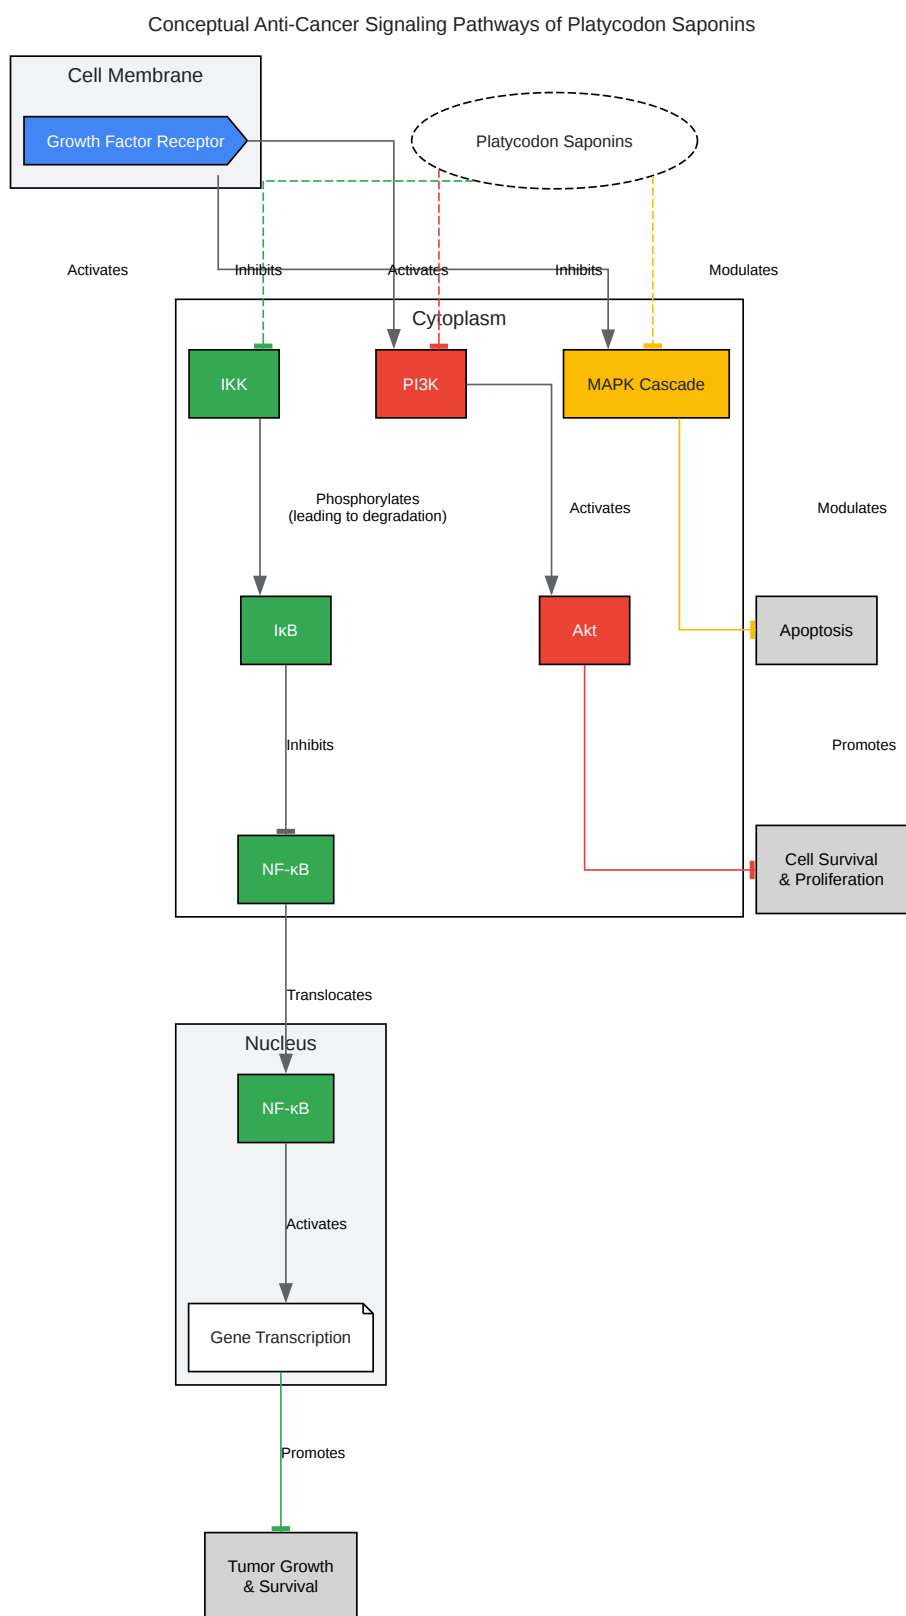 Conceptual Anti-Cancer Signaling Pathways of Platycodon Saponins
Cell Membrane
Growth Factor Receptor
Platycodon Saponins
Activates
Inhibits
Activates
Inhibits
Modulates
Cytoplasm
IKK
PI3K
MAPK Cascade
Phosphorylates
(leading to degradation)
Activates
Modulates
IκB
Akt
Apoptosis
Inhibits
Promotes
NF-κB
Cell Survival
& Proliferation
Translocates
Nucleus
NF-κB
Activates
Gene Transcription
Promotes
Tumor Growth
& Survival